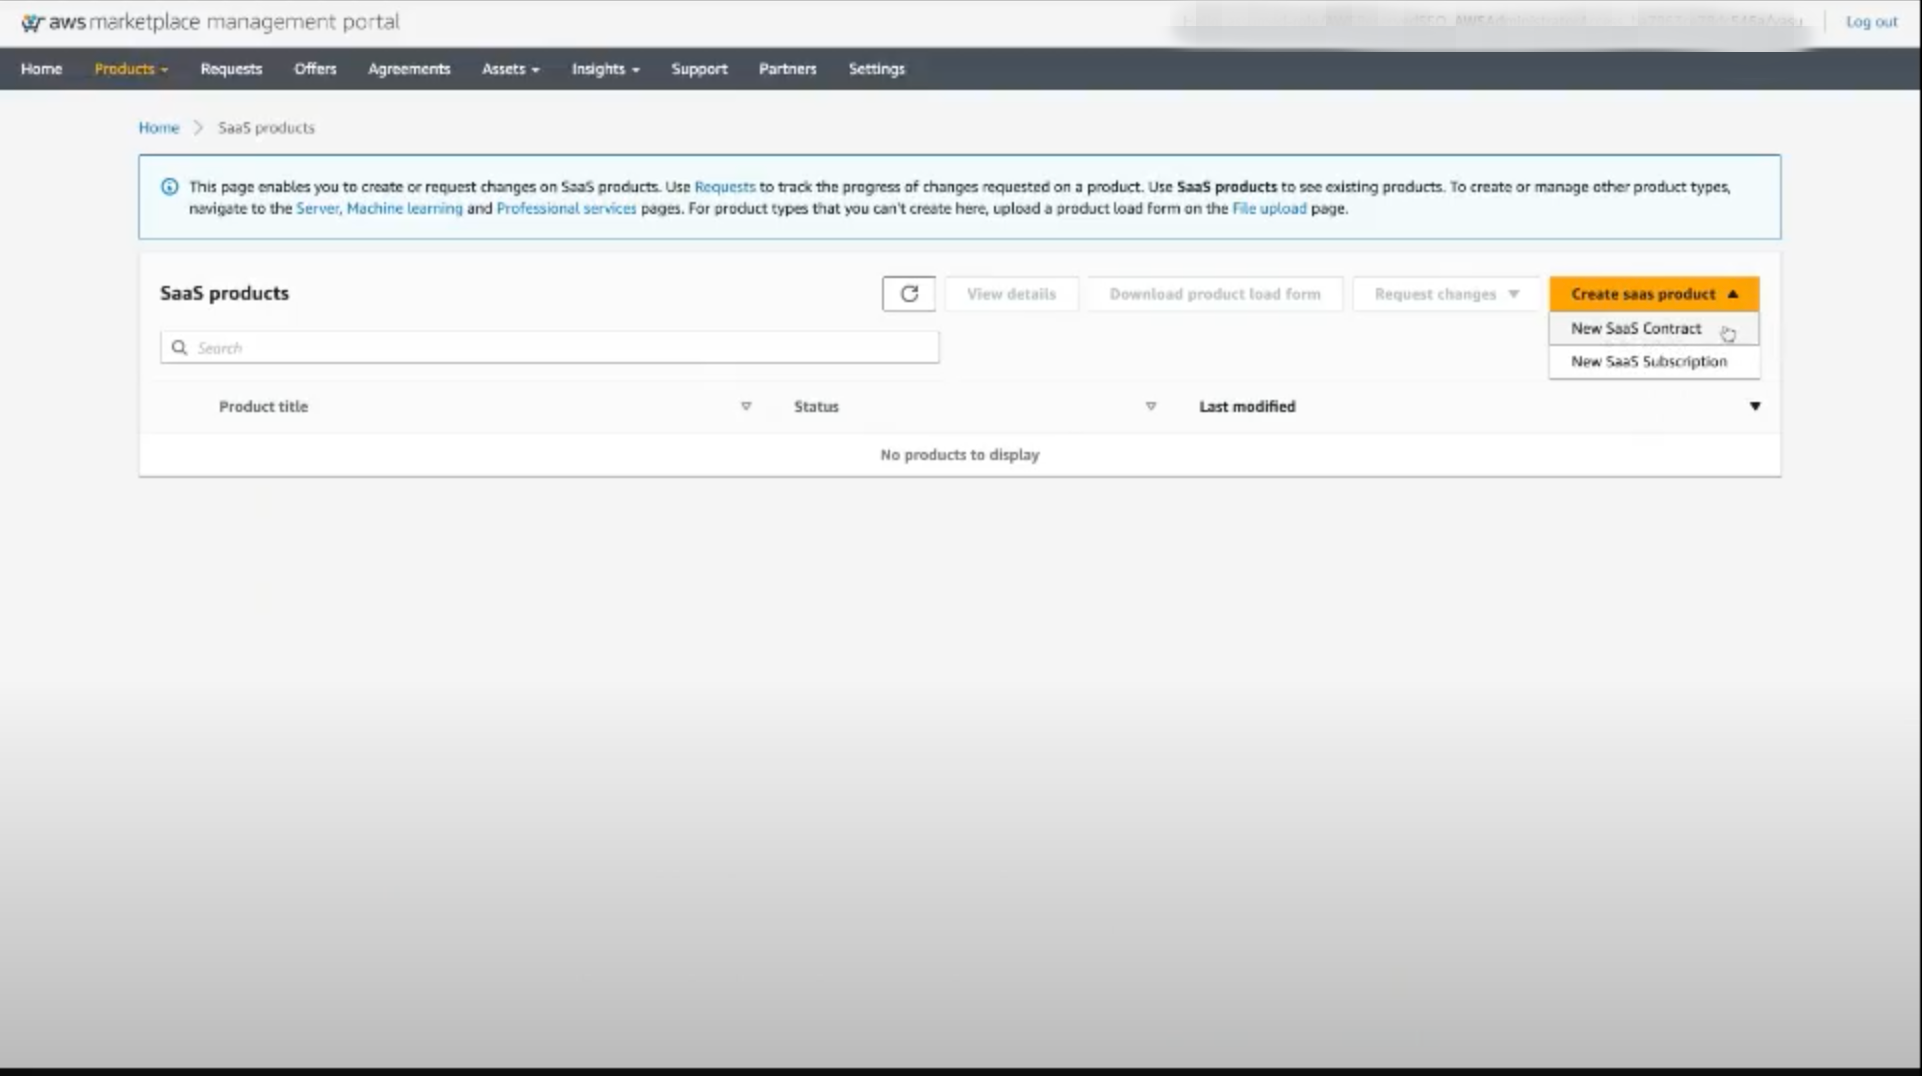 aws marketplace management portal
Log out
Home Products Requests Offers Agreements Assets Insights Support Partners Settings
Home SaaS products
This page enables you to create or request changes on SaaS products. Use Requests to track the progress of changes requested on a product. Use SaaS products to see existing products. To create or manage other product types,
navigate to the Server, Machine learning and Professional services pages. For product types that you can't create here, upload a product load form on the File upload page.
SaaS products View details Download product load form Request changes Create saas product
New SaaS Contract
Search
New SaaS Subscription
Product title Status Last modified
No products to display